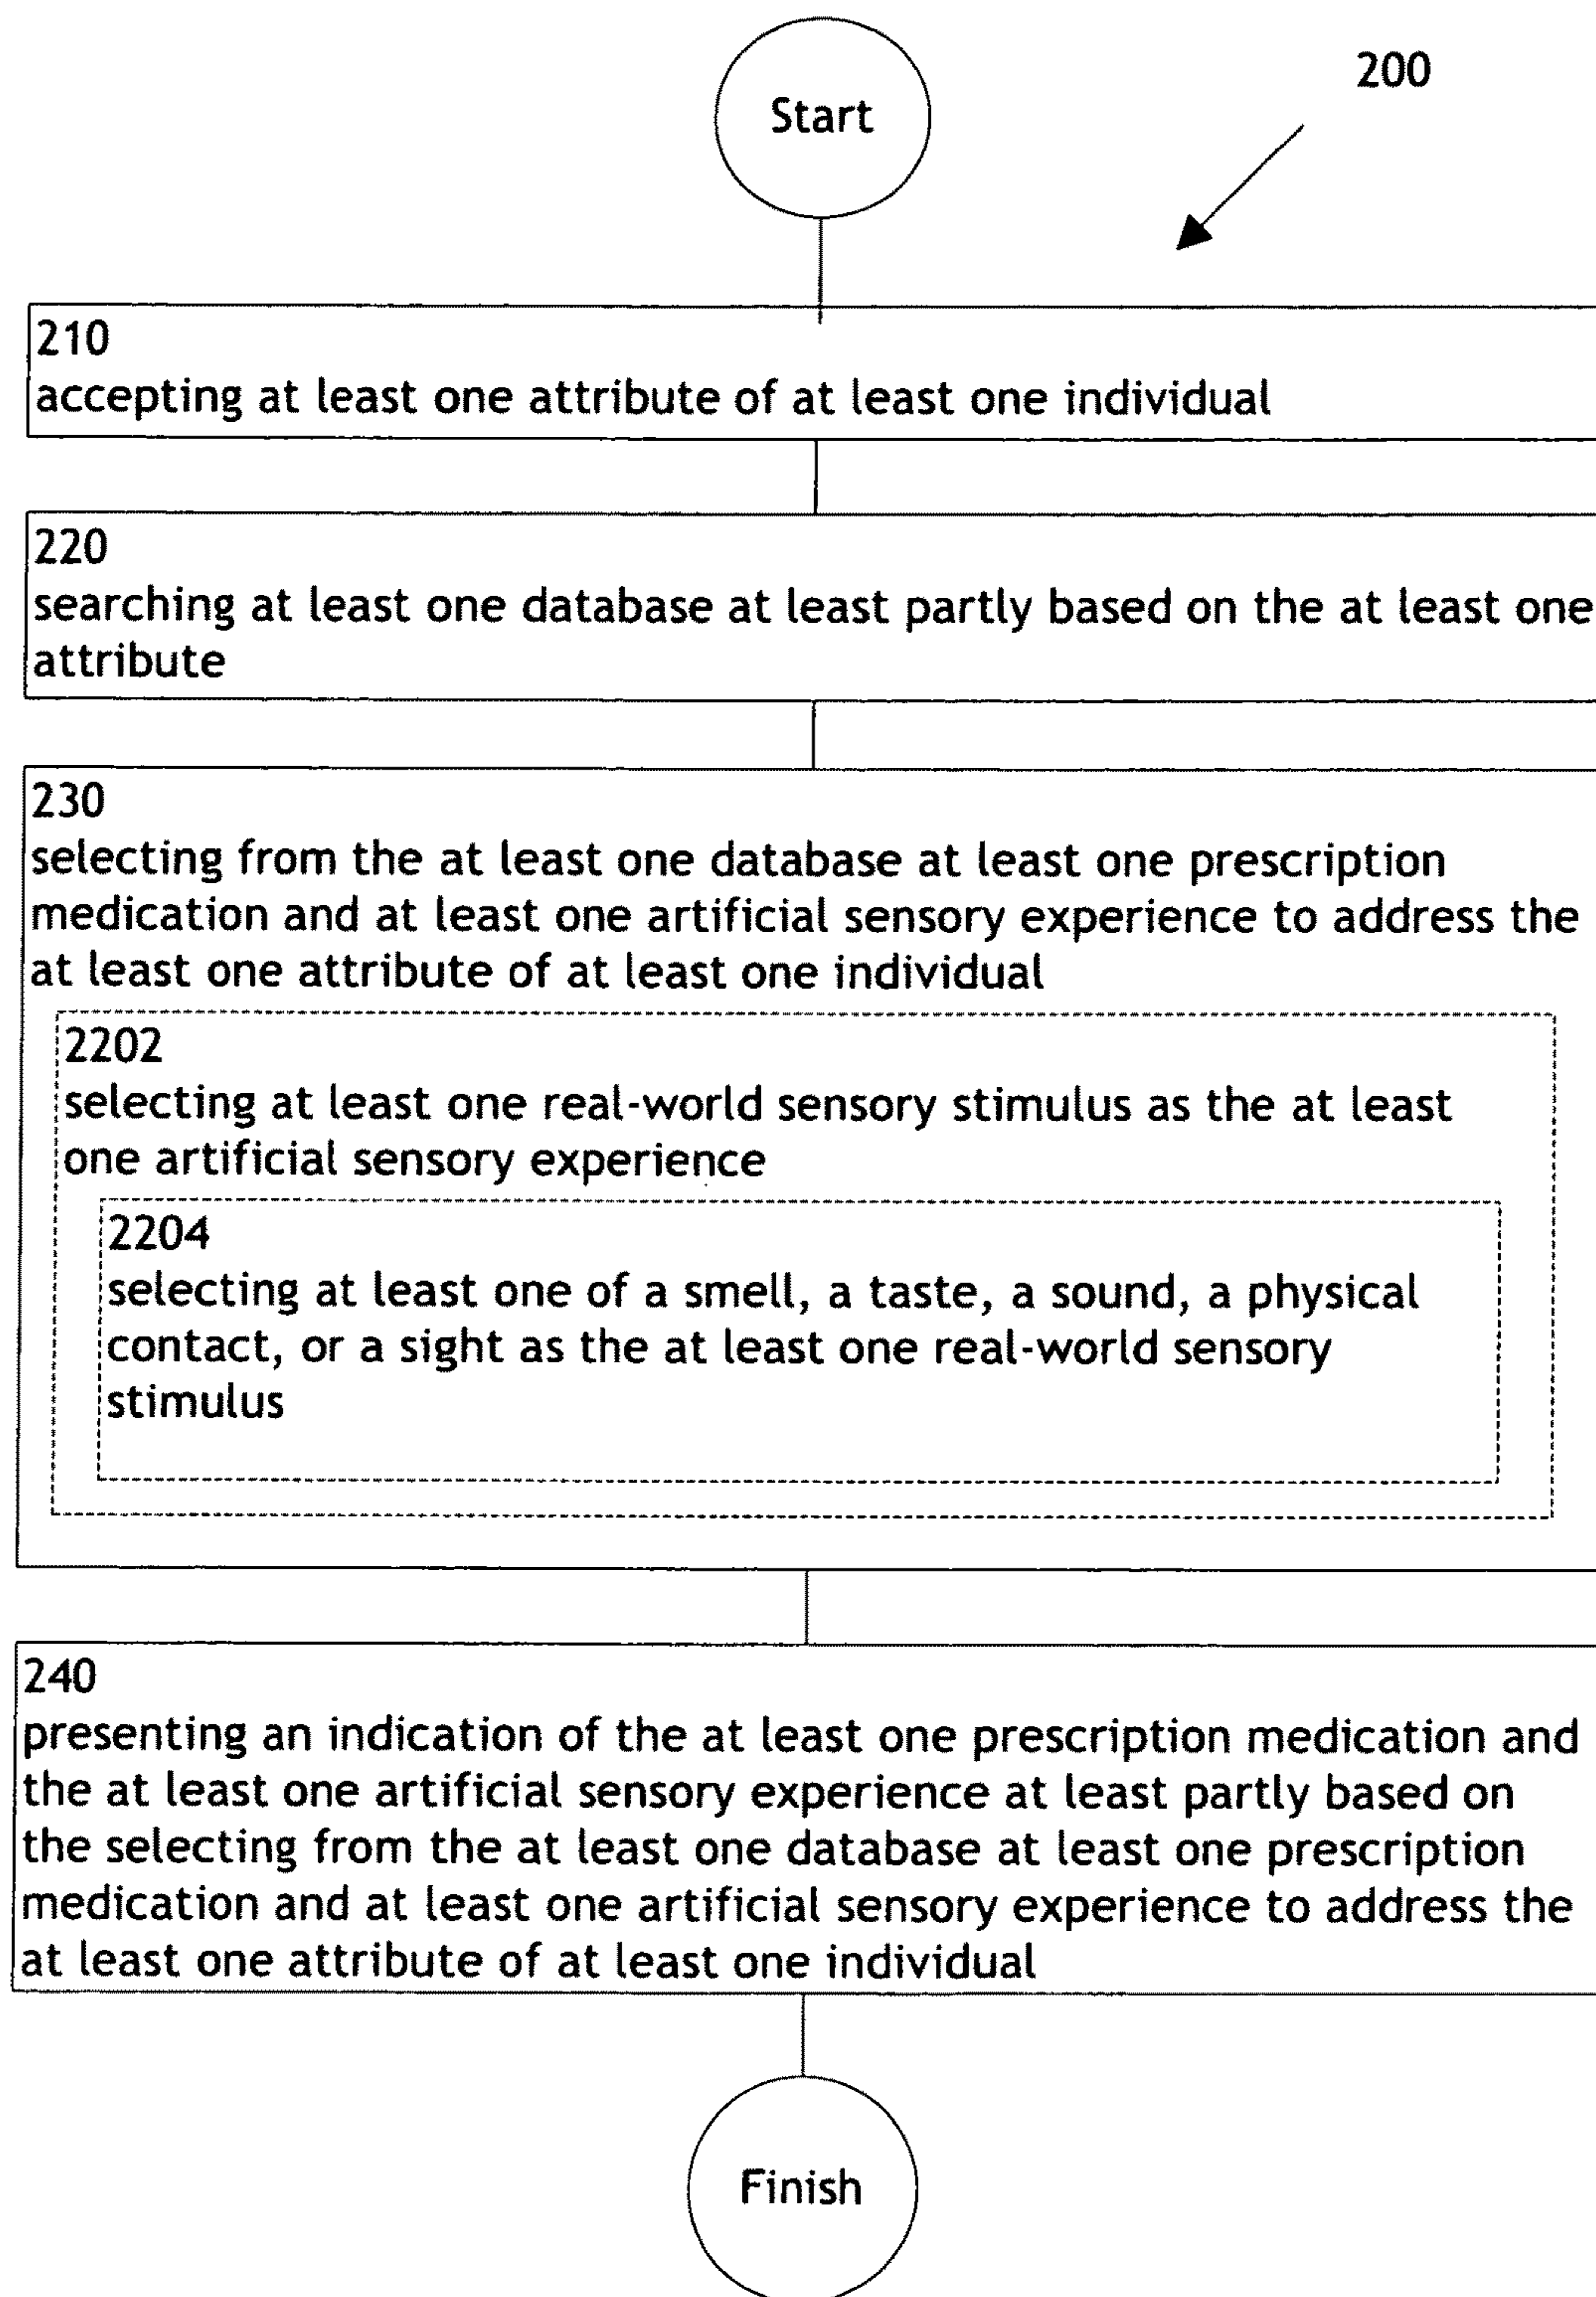 Start
200
210
accepting at least one attribute of at least one individual
220
searching at least one database at least partly based on the at least one
attribute
230
selecting from the at least one database at least one prescription
medication and at least one artificial sensory experience to address the
at least one attribute of at least one individual
2202
selecting at least one real-world sensory stimulus as the at least
one artificial sensory experience
2204
selecting at least one of a smell, a taste, a sound, a physical
contact, or a sight as the at least one real-world sensory
stimulus
240
presenting an indication of the at least one prescription medication and
the at least one artificial sensory experience at least partly based on
the selecting from the at least one database at least one prescription
medication and at least one artificial sensory experience to address the
at least one attribute of at least one individual
Finish